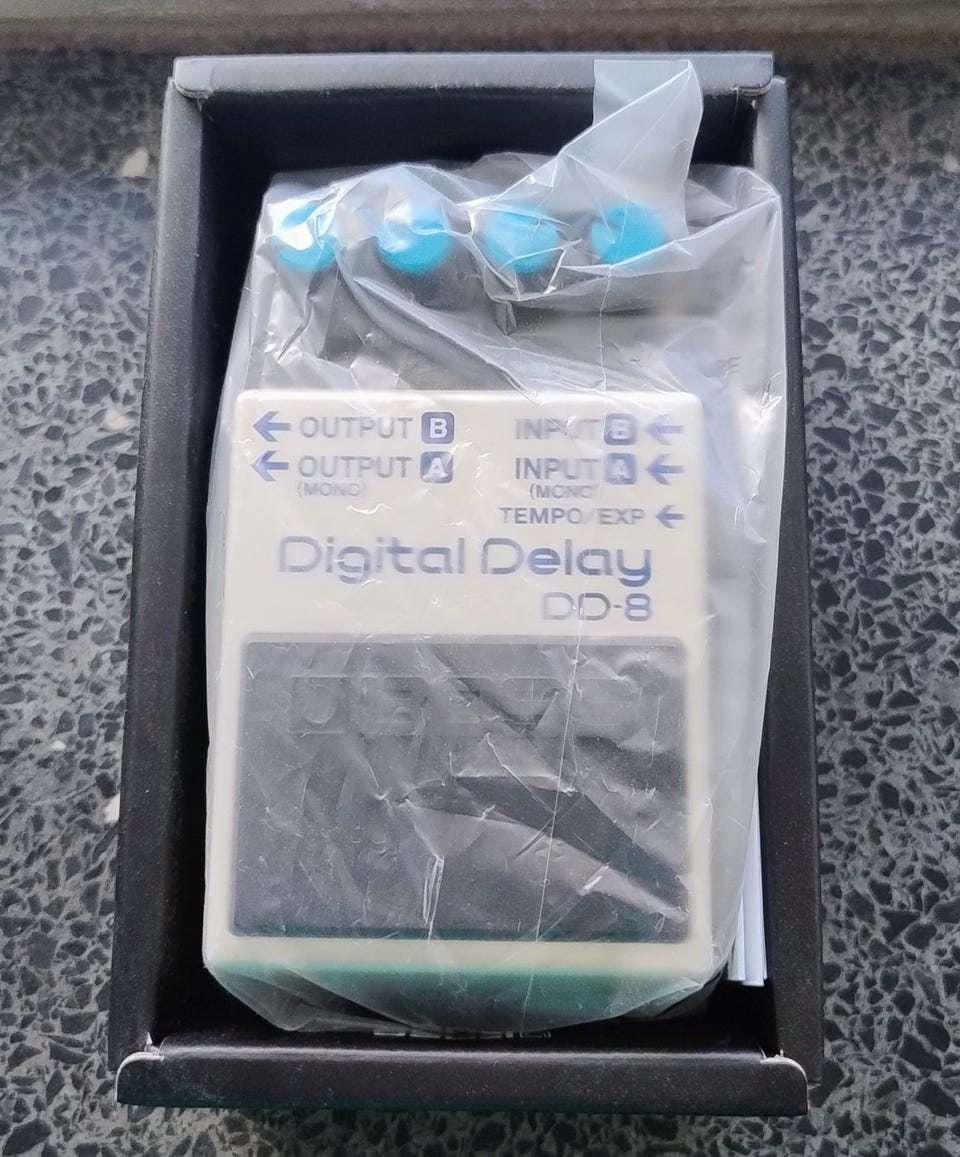 ← OUTPUT B
INPUT B ←
← OUTPUT A
INPUT A ←
(MONO)
(MONO)
TEMPO/EXP ←
Digital Delay
DD-8